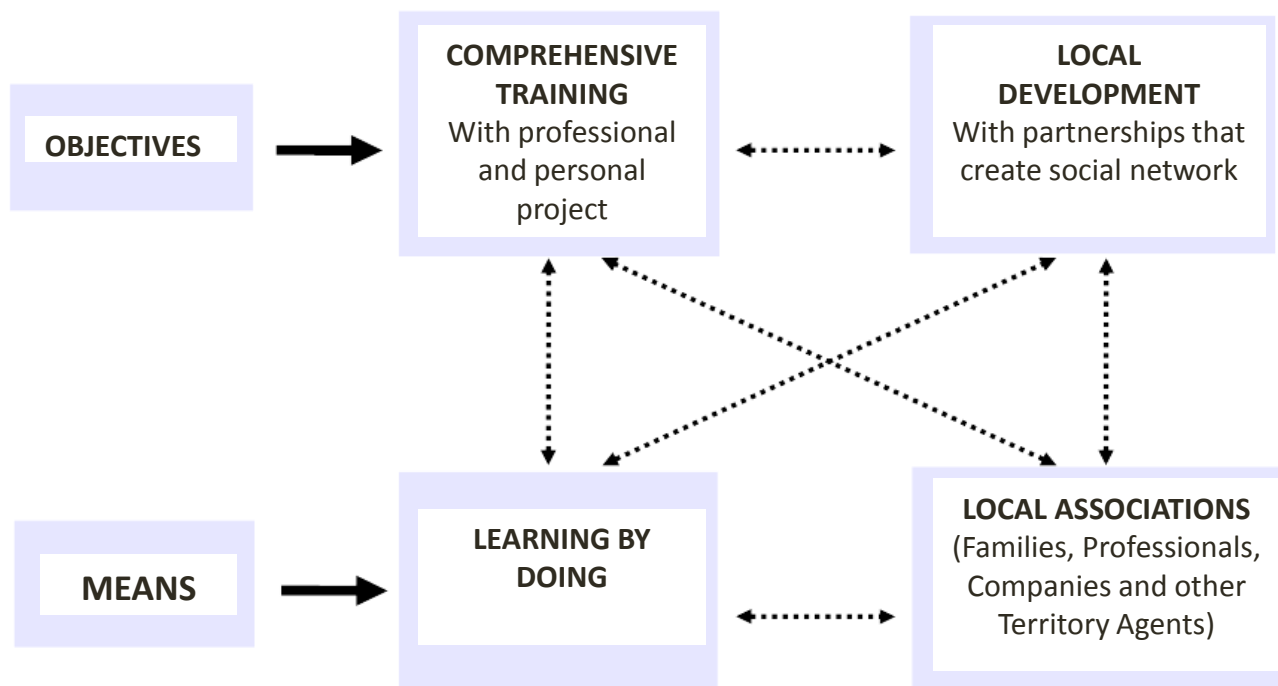 OBJECTIVES
COMPREHENSIVE
TRAINING
With professional
and personal
project
LOCAL
DEVELOPMENT
With partnerships that
create social network
MEANS
LEARNING BY
DOING
LOCAL ASSOCIATIONS
(Families, Professionals,
Companies and other
Territory Agents)